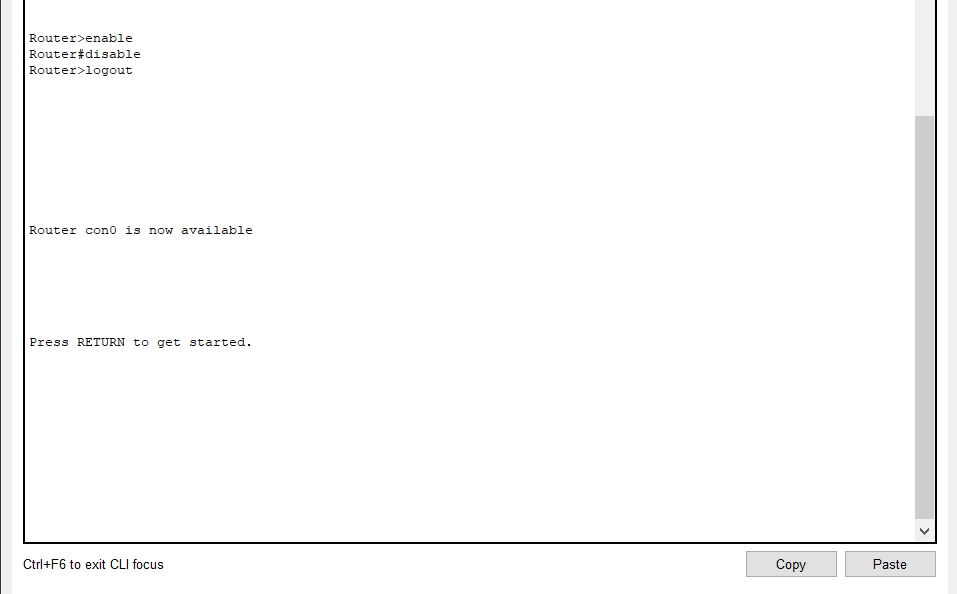 Router>enable
Router#disable
Router>logout
Router con0 is now available
Press RETURN to get started.
Ctrl+F6 to exit CLI focus
Copy
Paste